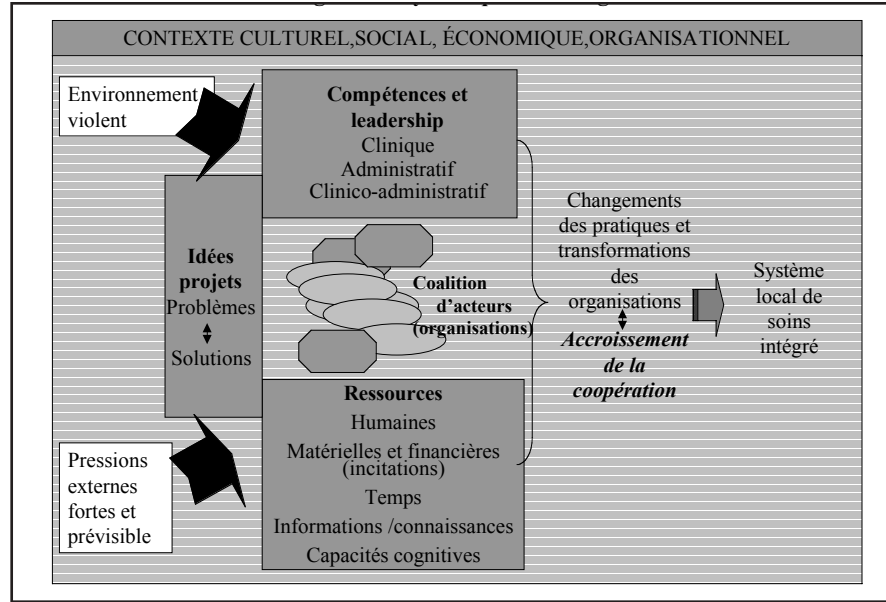 CONTEXTE CULTUREL,SOCIAL, ÉCONOMIQUE,ORGANISATIONNEL
Environnement
violent
Compétences et
leadership
Clinique
Administratif
Clinico-administratif
Idées
projets
Problèmes
Solutions
Coalition
d'acteurs
(organisations)
Changements
des pratiques et
transformations
des
organisations
Accroissement
de la
coopération
Système
local de
soins
intégré
Ressources
Humaines
Matérielles et financières
(incitations)
Temps
Informations /connaissances
Capacités cognitives
Pressions
externes
fortes et
prévisible